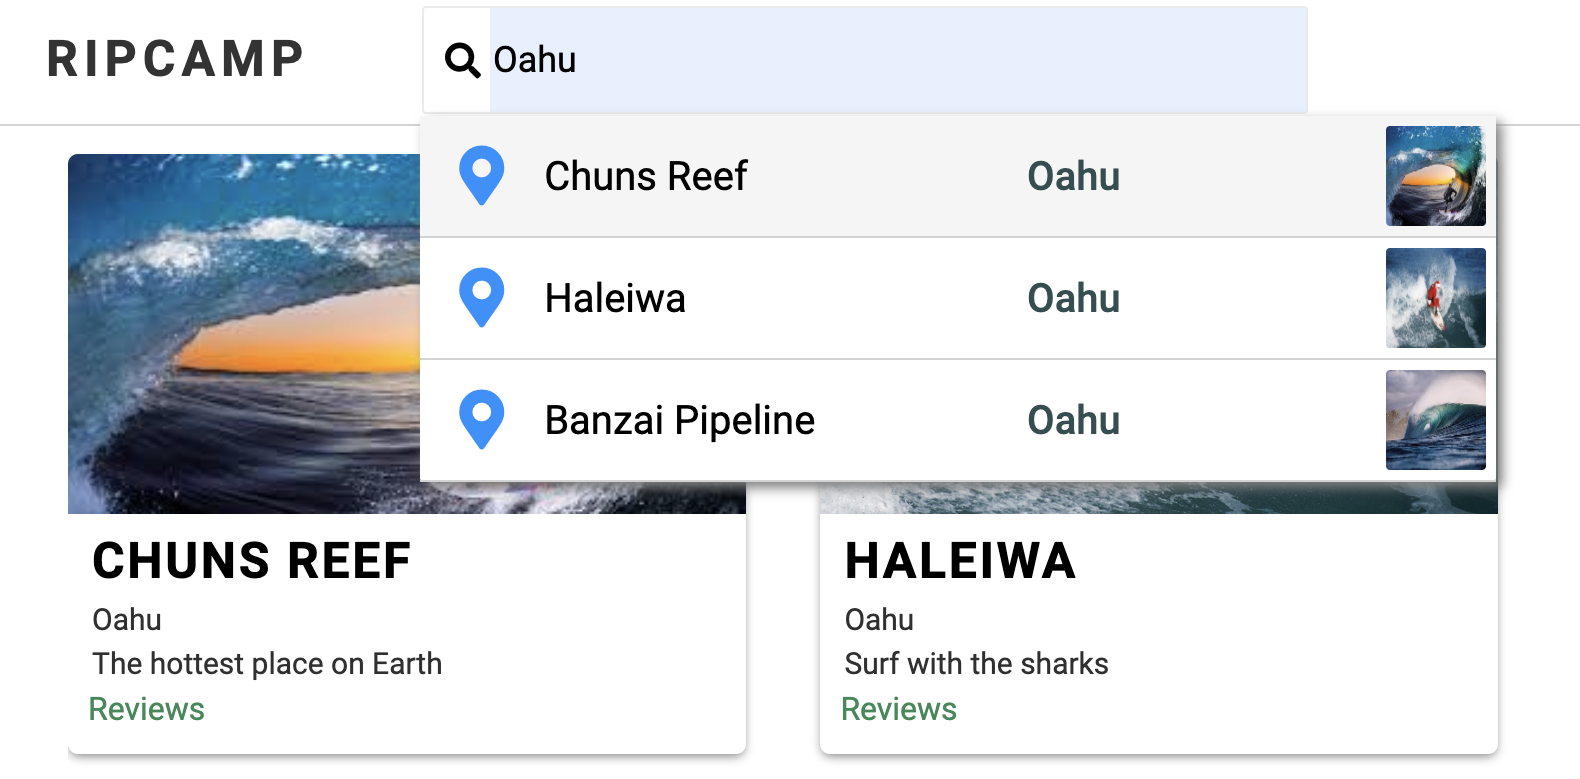 RIPCAMP
Oahu
Chuns Reef Oahu
Haleiwa Oahu
Banzai Pipeline Oahu
CHUNS REEF
Oahu
The hottest place on Earth
Reviews
HALEIWA
Oahu
Surf with the sharks
Reviews